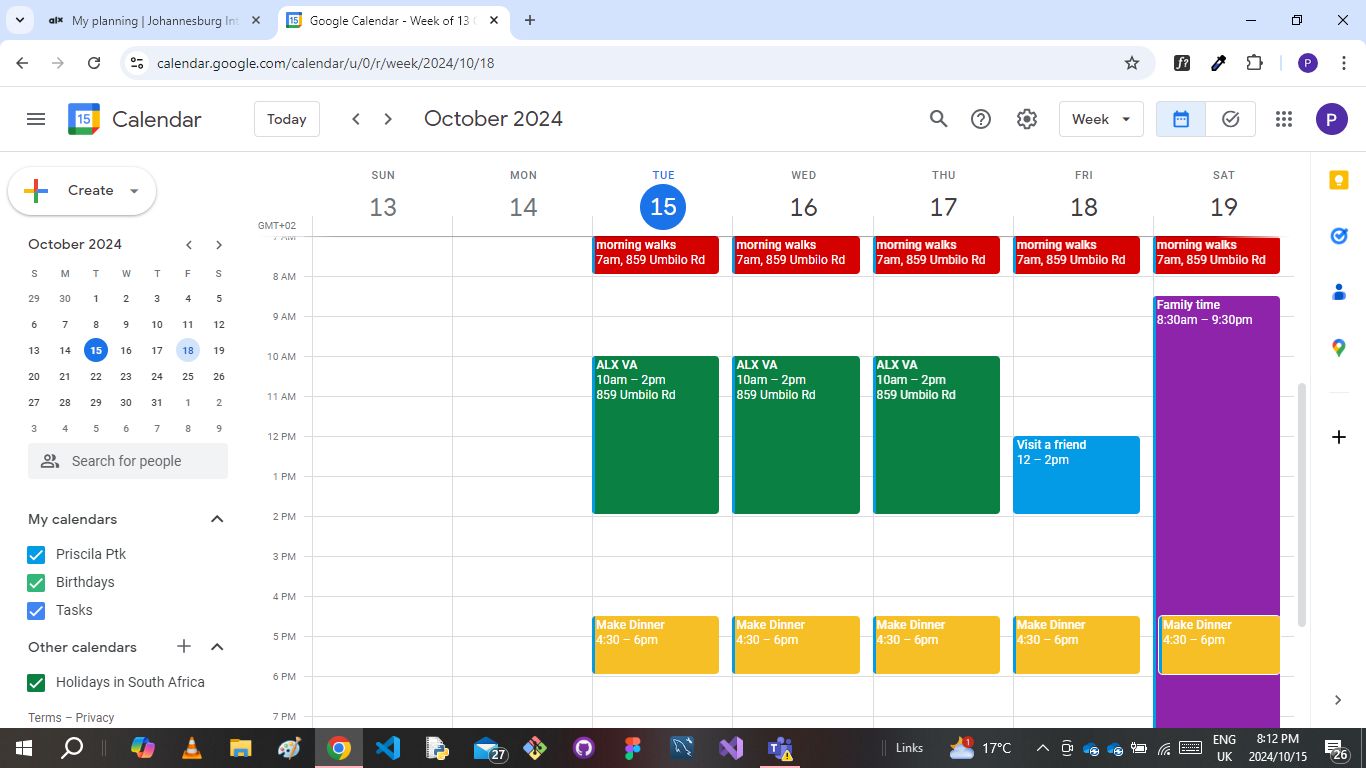 alx My planning | Johannesburg Int
Google Calendar - Week of 13 O
calendar.google.com/calendar/u/0/r/week/2024/10/18
f?
P
15 Calendar
Today
October 2024
Week
P
Create
SUN MON TUE WED THU FRI SAT
13 14 15 16 17 18 19
GMT+02
October 2024
S M T W T F S
29 30 1 2 3 4 5
6 7 8 9 10 11 12
13 14 15 16 17 18 19
20 21 22 23 24 25 26
27 28 29 30 31 1 2
3 4 5 6 7 8 9
Search for people
My calendars
Priscila Ptk
Birthdays
Tasks
Other calendars
Holidays in South Africa
Terms – Privacy
7 AM
8 AM
9 AM
10 AM
11 AM
12 PM
1 PM
2 PM
3 PM
4 PM
5 PM
6 PM
7 PM
morning walks
7am, 859 Umbilo Rd
ALX VA
10am – 2pm
859 Umbilo Rd
Make Dinner
4:30 – 6pm
morning walks
7am, 859 Umbilo Rd
ALX VA
10am – 2pm
859 Umbilo Rd
Make Dinner
4:30 – 6pm
morning walks
7am, 859 Umbilo Rd
ALX VA
10am – 2pm
859 Umbilo Rd
Make Dinner
4:30 – 6pm
morning walks
7am, 859 Umbilo Rd
Visit a friend
12 – 2pm
Make Dinner
4:30 – 6pm
morning walks
7am, 859 Umbilo Rd
Family time
8:30am – 9:30pm
Make Dinner
4:30 – 6pm
27
Links
1
17°C
ENG
UK
8:12 PM
2024/10/15
26